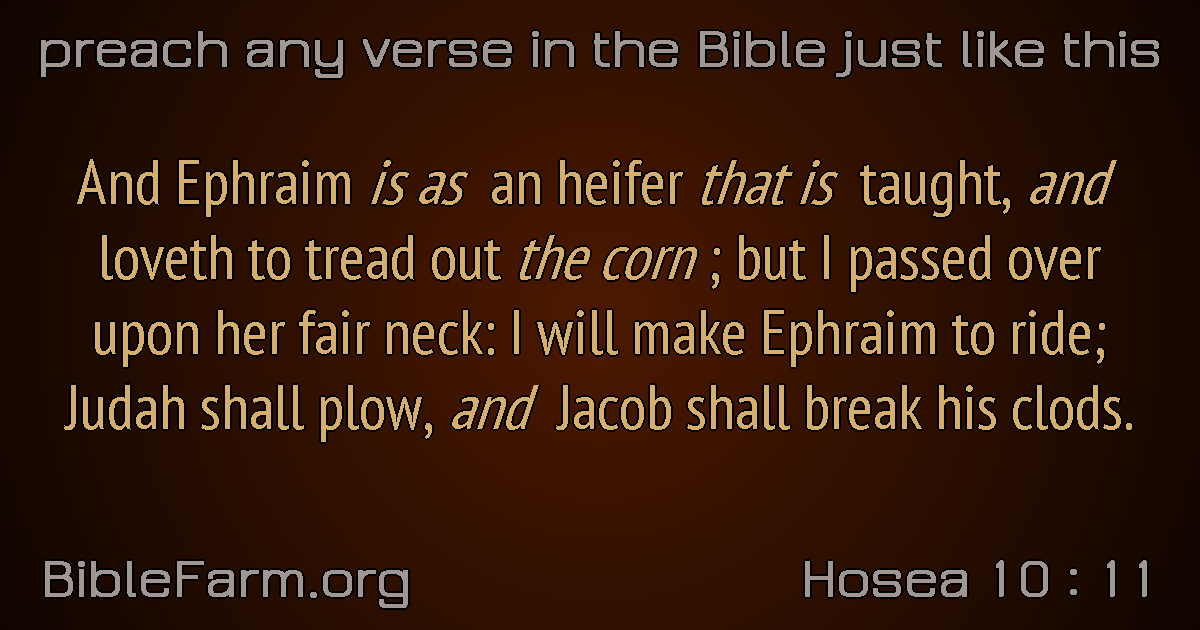 preach any verse in the Bible just like this
And Ephraim is as an heifer that is taught, and
loveth to tread out the corn ; but I passed over
upon her fair neck: I will make Ephraim to ride;
Judah shall plow, and Jacob shall break his clods.
BibleFarm.org
Hosea 10 : 11